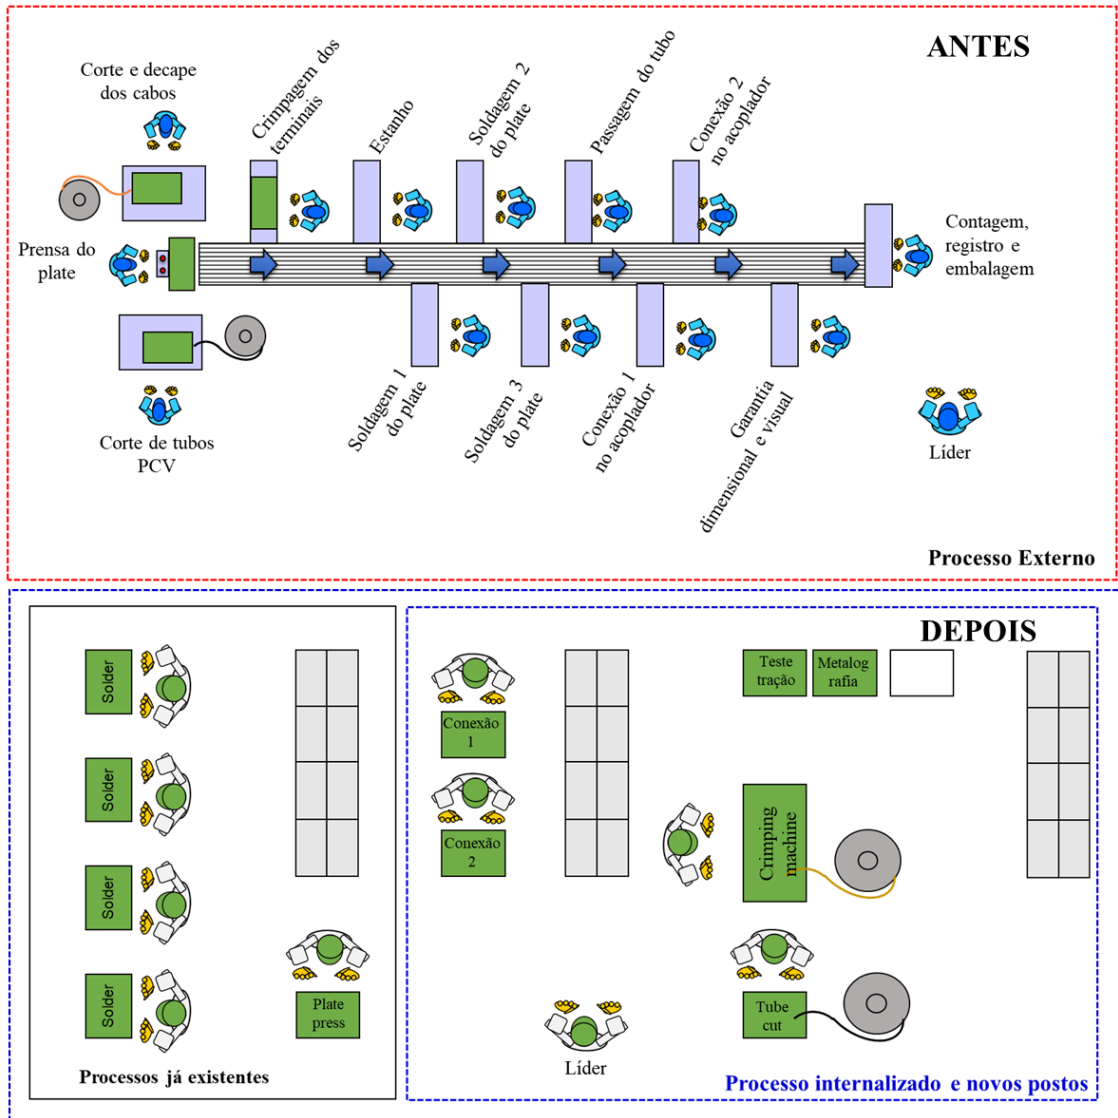 ANTES
Corte e decape
dos cabos
Crimpagem dos
terminais
Estanho
Soldagem 2
do plate
Passagem do tubo
Conexão 2
no acoplador
Prensa do
plate
Contagem,
registro e
embalagem
Corte de tubos
PCV
Soldagem 1
do plate
Soldagem 3
do plate
Conexão 1
no acoplador
Garantia
dimensional e visual
Líder
Processo Externo
DEPOIS
Solder
Solder
Solder
Solder
Plate
press
Processos já existentes
Conexão
1
Conexão
2
Teste
tração
Metalog
rafia
Crimping
machine
Tube
cut
Líder
Processo internalizado e novos postos